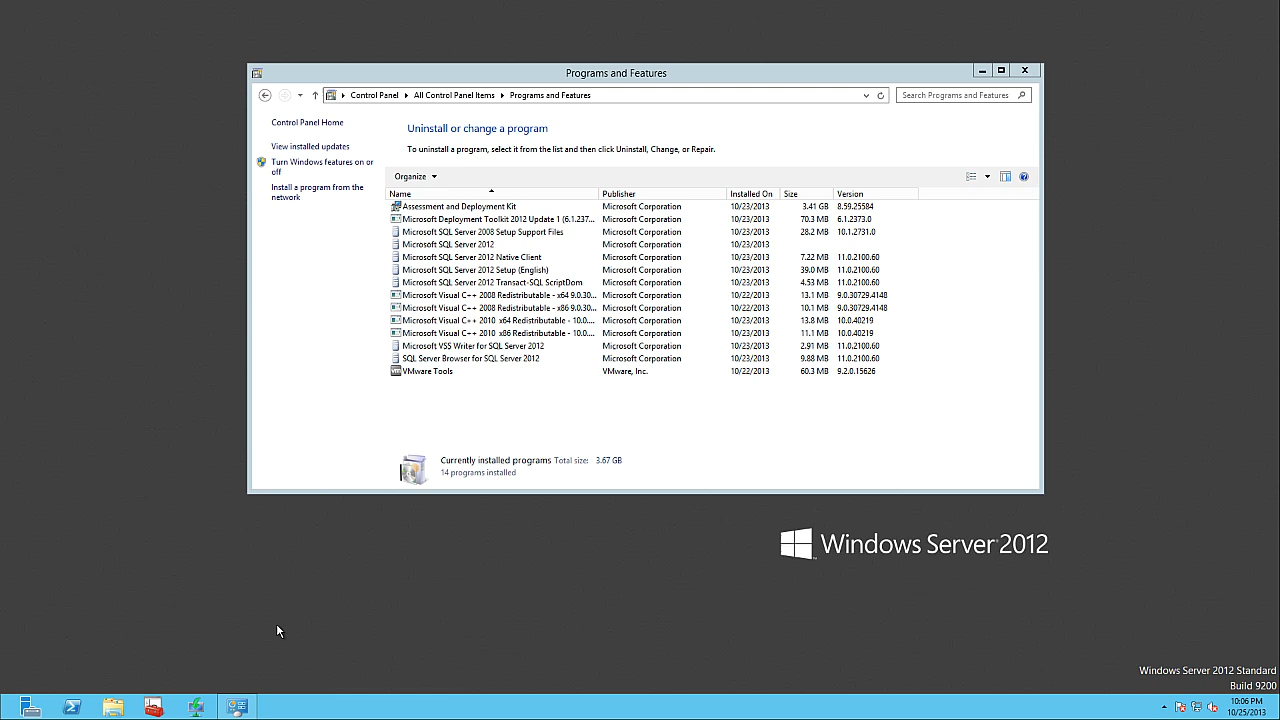 Programs and Features
Control Panel All Control Panel Items Programs and Features
Search Programs and Features
Control Panel Home
View installed updates
Turn Windows features on or
off
Install a program from the
network
Uninstall or change a program
To uninstall a program, select it from the list and then click Uninstall, Change, or Repair.
Organize
Name Publisher Installed On Size Version
Assessment and Deployment Kit Microsoft Corporation 10/23/2013 3.41 GB 8.59.25584
Microsoft Deployment Toolkit 2012 Update 1 (6.1.237... Microsoft Corporation 10/23/2013 70.3 MB 6.1.2373.0
Microsoft SQL Server 2008 Setup Support Files Microsoft Corporation 10/23/2013 28.2 MB 10.1.2731.0
Microsoft SQL Server 2012 Microsoft Corporation 10/23/2013
Microsoft SQL Server 2012 Native Client Microsoft Corporation 10/23/2013 7.22 MB 11.0.2100.60
Microsoft SQL Server 2012 Setup (English) Microsoft Corporation 10/23/2013 39.0 MB 11.0.2100.60
Microsoft SQL Server 2012 Transact-SQL ScriptDom Microsoft Corporation 10/23/2013 4.53 MB 11.0.2100.60
Microsoft Visual C++ 2008 Redistributable - x64 9.0.30... Microsoft Corporation 10/22/2013 13.1 MB 9.0.30729.4148
Microsoft Visual C++ 2008 Redistributable - x86 9.0.30... Microsoft Corporation 10/22/2013 10.1 MB 9.0.30729.4148
Microsoft Visual C++ 2010 x64 Redistributable - 10.0.... Microsoft Corporation 10/23/2013 13.8 MB 10.0.40219
Microsoft Visual C++ 2010 x86 Redistributable - 10.0.... Microsoft Corporation 10/23/2013 11.1 MB 10.0.40219
Microsoft VSS Writer for SQL Server 2012 Microsoft Corporation 10/23/2013 2.91 MB 11.0.2100.60
SQL Server Browser for SQL Server 2012 Microsoft Corporation 10/23/2013 9.88 MB 11.0.2100.60
VMware Tools VMware, Inc. 10/22/2013 60.3 MB 9.2.0.15626
Currently installed programs Total size: 3.67 GB
14 programs installed
Windows Server 2012
Windows Server 2012 Standard
Build 9200
10:06 PM
10/25/2013